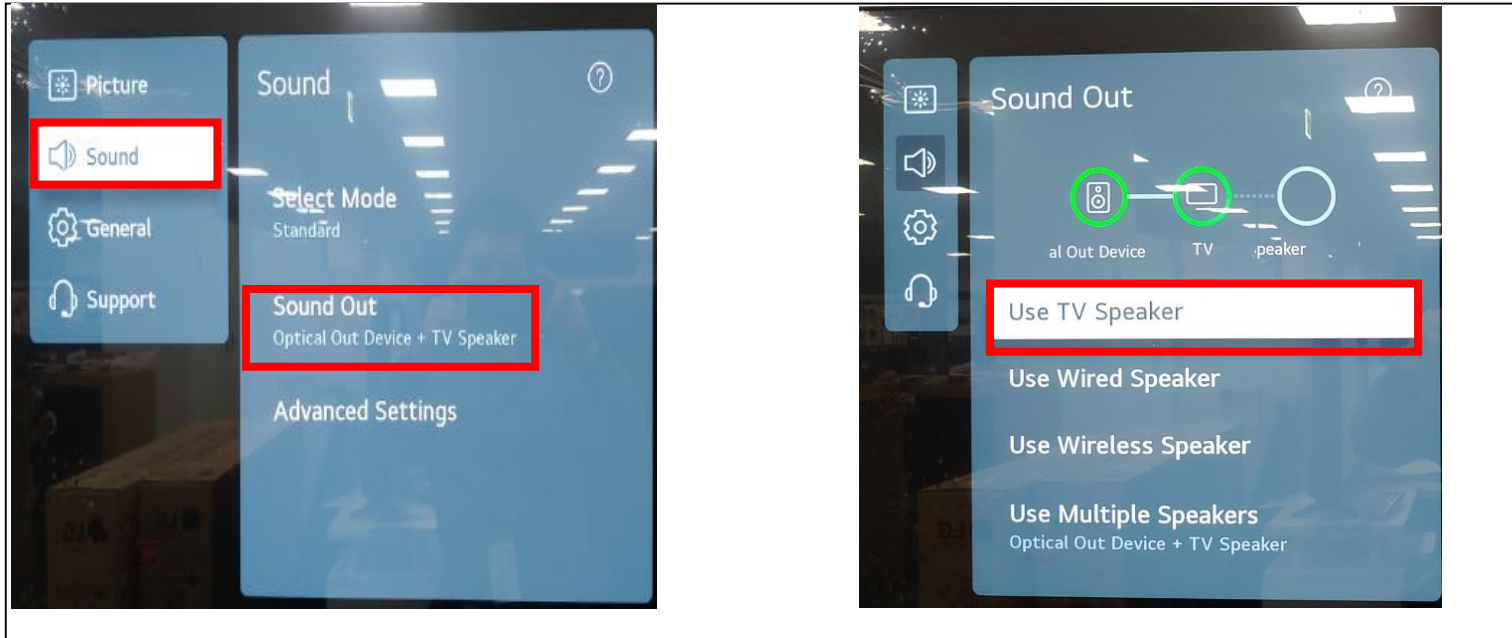 Picture
Sound
General
Support
Sound
Select Mode
Standard
Sound Out
Optical Out Device + TV Speaker
Advanced Settings
Sound Out
al Out Device
TV
peaker
Use TV Speaker
Use Wired Speaker
Use Wireless Speaker
Use Multiple Speakers
Optical Out Device + TV Speaker
LG